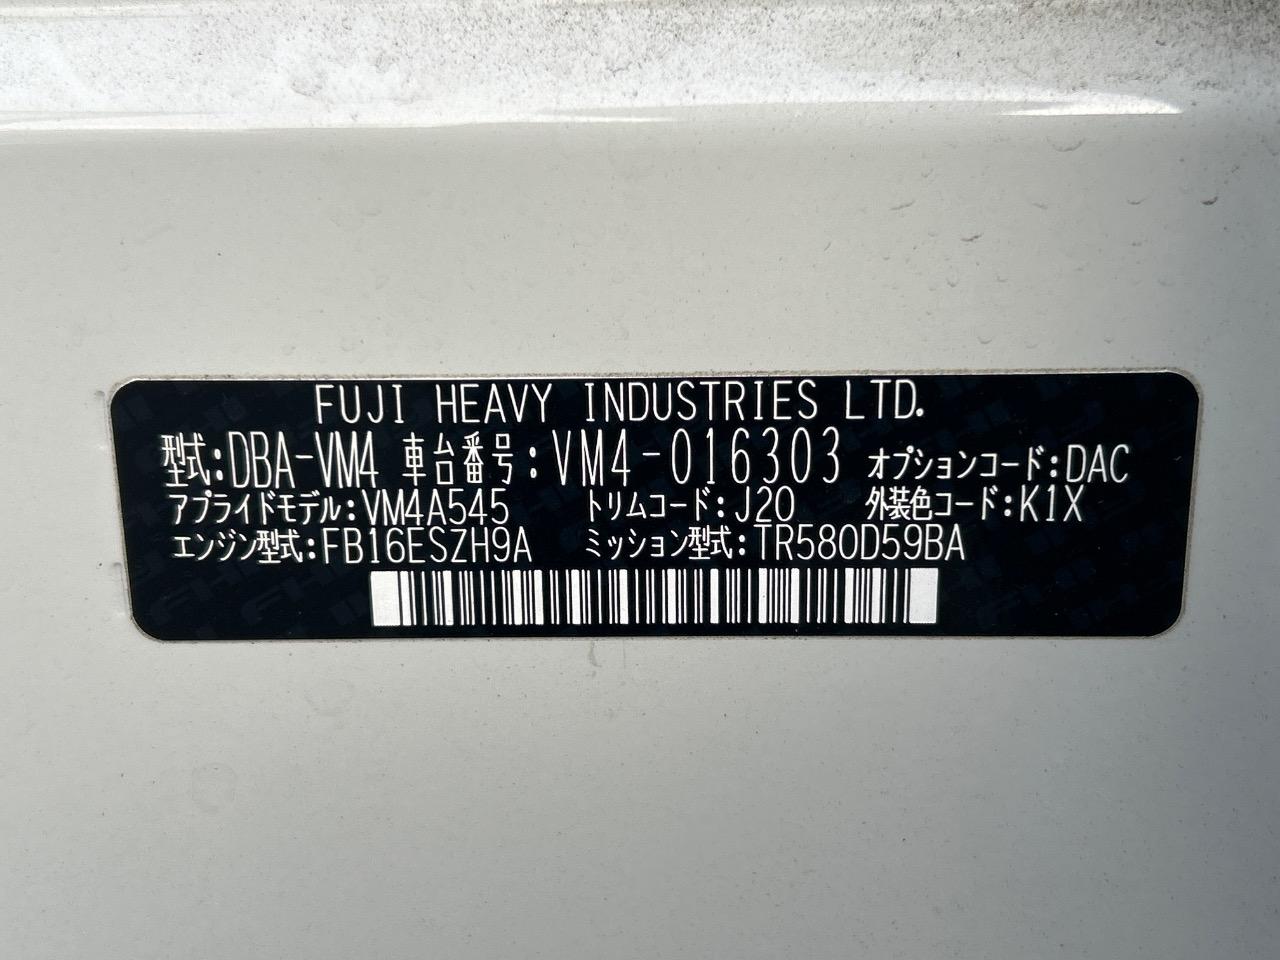 FUJI HEAVY INDUSTRIES LTD.
型式:DBA-VM4 車台番号:VM4-016303 オプションコード:DAC
アプライドモデル:VM4A545 トリムコード:J20 外装色コード:K1X
エンジン型式:FB16ESZH9A ミッション型式:TR580D59BA